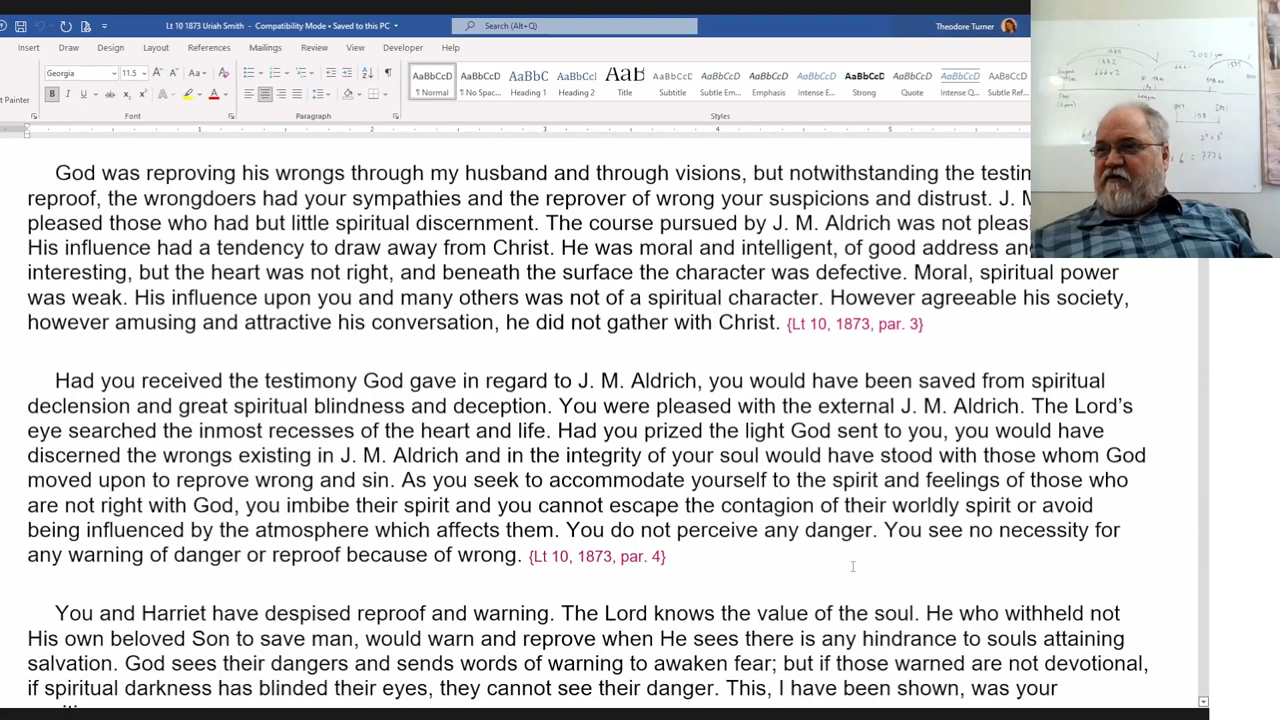 Lt 10 1873 Uriah Smith - Compatibility Mode • Saved to this PC
Search (Alt+Q)
Theodore Turner
Insert Draw Design Layout References Mailings Review View Developer Help
Georgia 11.5 A A Aa A
AaBbCcD AaBbCcD AaBbC AaBbCcl AaB AaBbCcD AaBbCcD AaBbCcD AaBbCcD AaBbCcD AaBbCcD AaBbCcD AaBbCcD
t Painter B I U Normal No Spac... Heading 1 Heading 2 Title Subtitle Subtle Em... Emphasis Intense E... Strong Quote Intense Q... Subtle Ref...
Font Paragraph Styles
1 2 3 4 5
God was reproving his wrongs through my husband and through visions, but notwithstanding the
reproof, the wrongdoers had your sympathies and the reprover of wrong your suspicions and distrust. J.
pleased those who had but little spiritual discernment. The course pursued by J. M. Aldrich was not
His influence had a tendency to draw away from Christ. He was moral and intelligent, of good address
interesting, but the heart was not right, and beneath the surface the character was defective. Moral, spiritual power
was weak. His influence upon you and many others was not of a spiritual character. However agreeable his society,
however amusing and attractive his conversation, he did not gather with Christ. {Lt 10, 1873, par. 3}
Had you received the testimony God gave in regard to J. M. Aldrich, you would have been saved from spiritual
declension and great spiritual blindness and deception. You were pleased with the external J. M. Aldrich. The Lord’s
eye searched the inmost recesses of the heart and life. Had you prized the light God sent to you, you would have
discerned the wrongs existing in J. M. Aldrich and in the integrity of your soul would have stood with those whom God
moved upon to reprove wrong and sin. As you seek to accommodate yourself to the spirit and feelings of those who
are not right with God, you imbibe their spirit and you cannot escape the contagion of their worldly spirit or avoid
being influenced by the atmosphere which affects them. You do not perceive any danger. You see no necessity for
any warning of danger or reproof because of wrong. {Lt 10, 1873, par. 4}
You and Harriet have despised reproof and warning. The Lord knows the value of the soul. He who withheld not
His own beloved Son to save man, would warn and reprove when He sees there is any hindrance to souls attaining
salvation. God sees their dangers and sends words of warning to awaken fear; but if those warned are not devotional,
if spiritual darkness has blinded their eyes, they cannot see their danger. This, I have been shown, was your